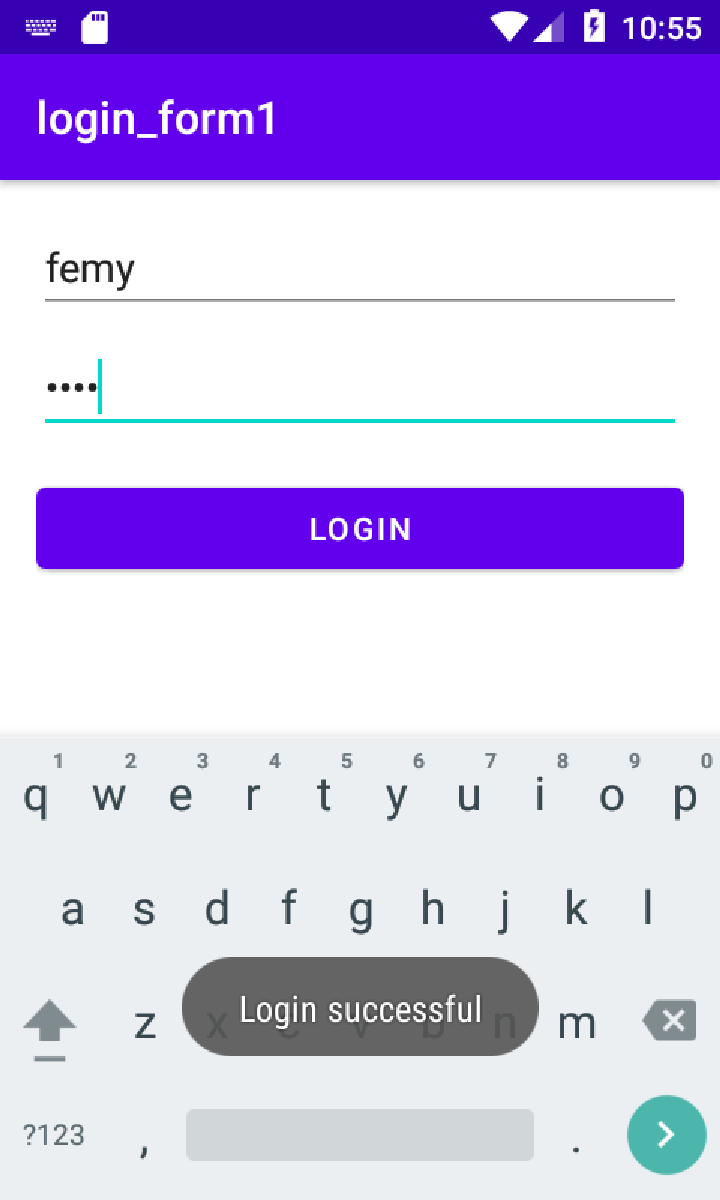 10:55
login_form1
femy
••••
LOGIN
1 2 3 4 5 6 7 8 9 0
q w e r t y u i o p
a s d f g h j k l
z x c v b n m
Login successful
?123 , .